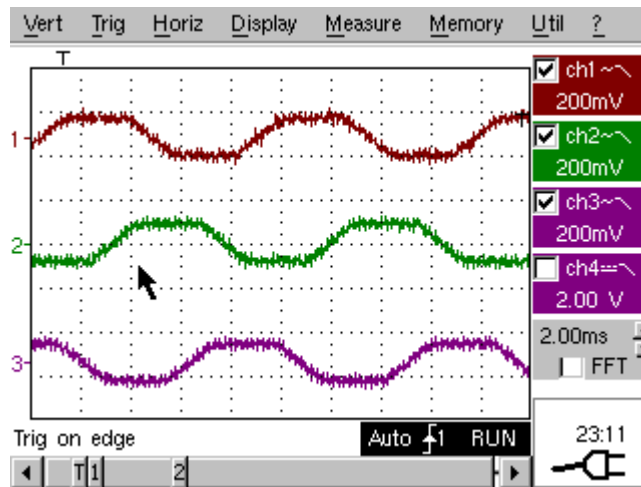 Vert Trig Horiz Display Measure Memory Util ?
T
ch1 ~
200mV
1
ch2~
200mV
2
ch3~
200mV
ch4
2.00 V
3
2.00ms
FFT
Trig on edge
Auto 1 RUN
23:11
T 1 2